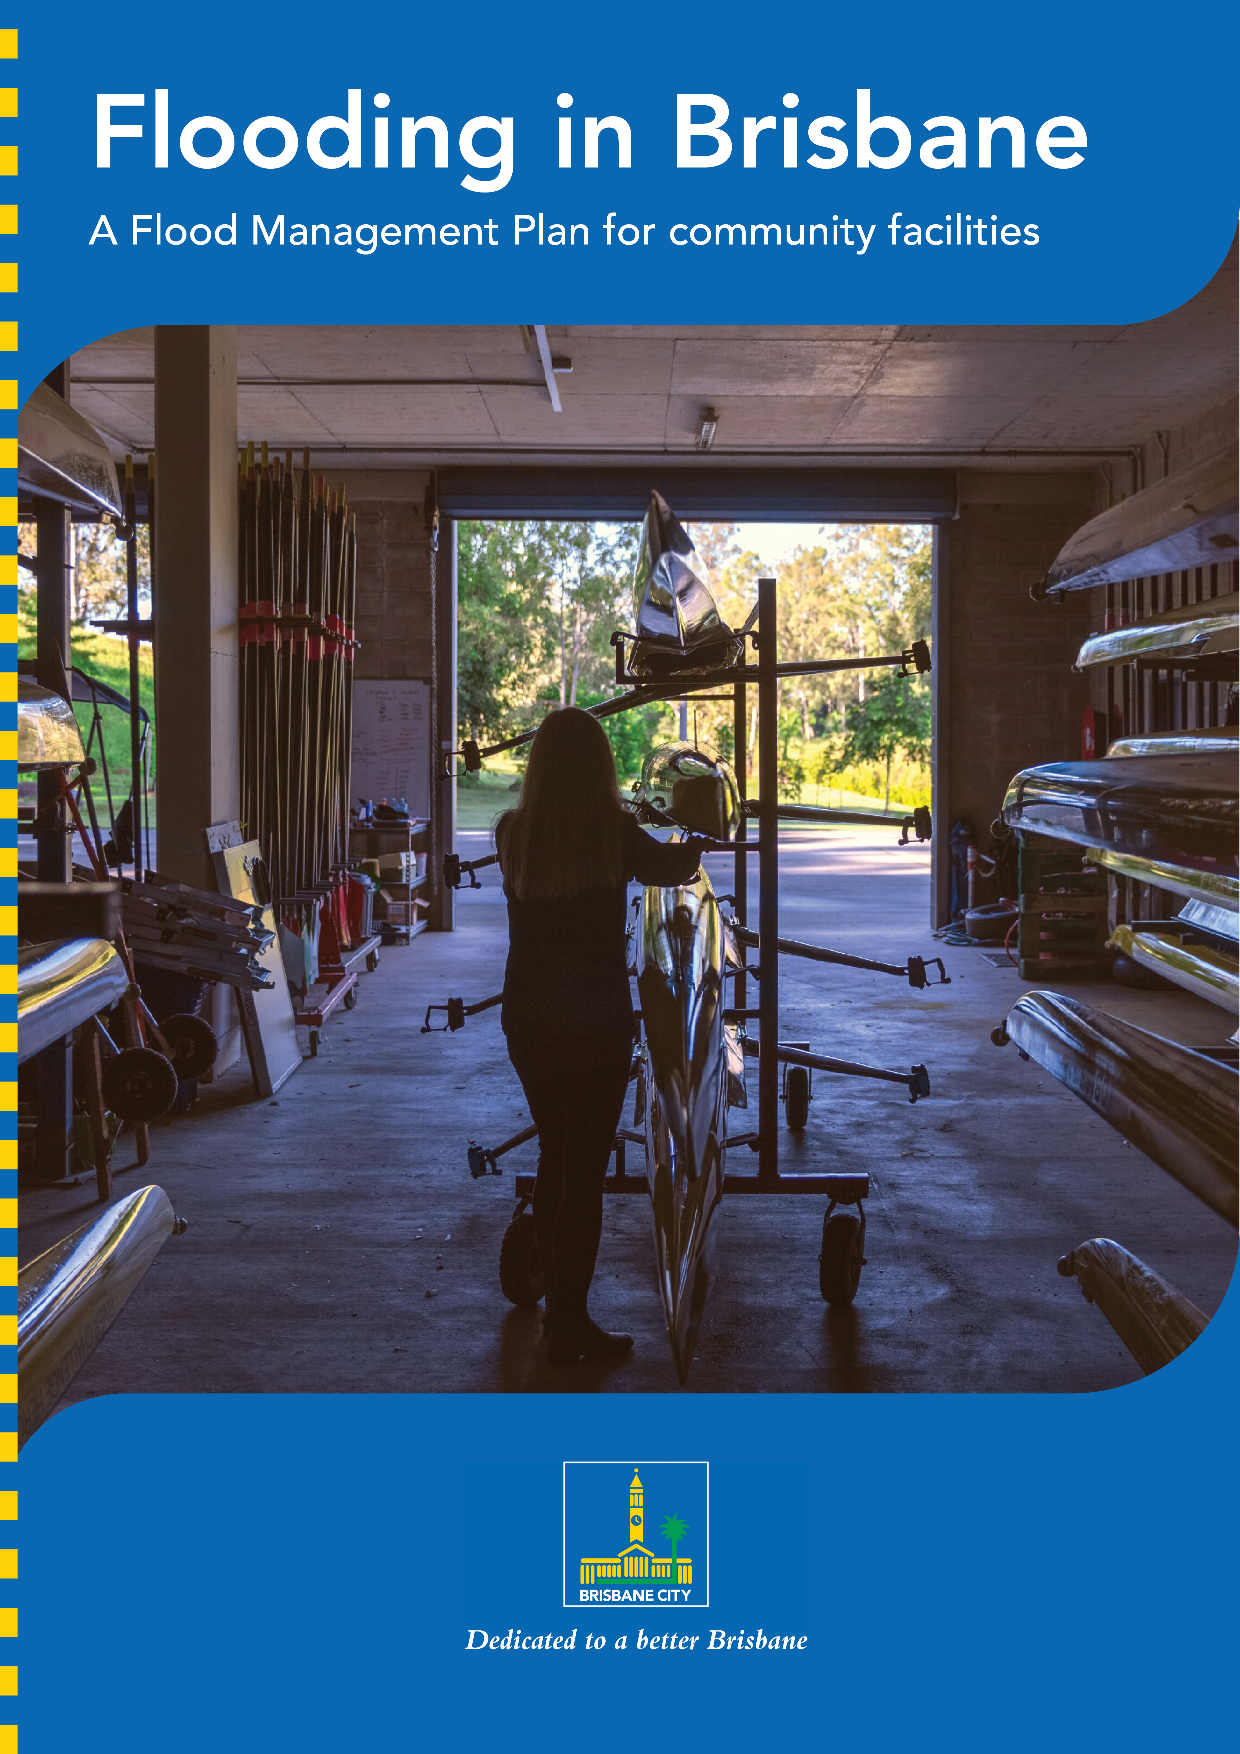 Flooding in Brisbane
A Flood Management Plan for community facilities
BRISBANE CITY
Dedicated to a better Brisbane